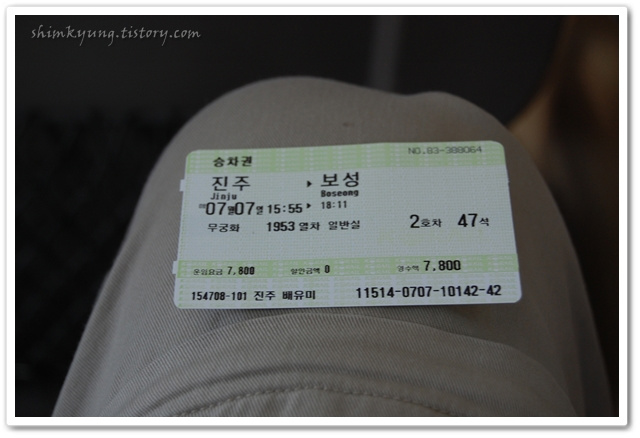 shimkyung.tistory.com
승차권
NO.83-388064
진주 ▸ 보성
Jinju Boseong
07월07일 15:55 ▸ 18:11
무궁화 1953 열차 일반실 2호차 47석
운임요금 7,800 할인금액 0 영수액 7,800
154708-101 진주 배유미 11514-0707-10142-42